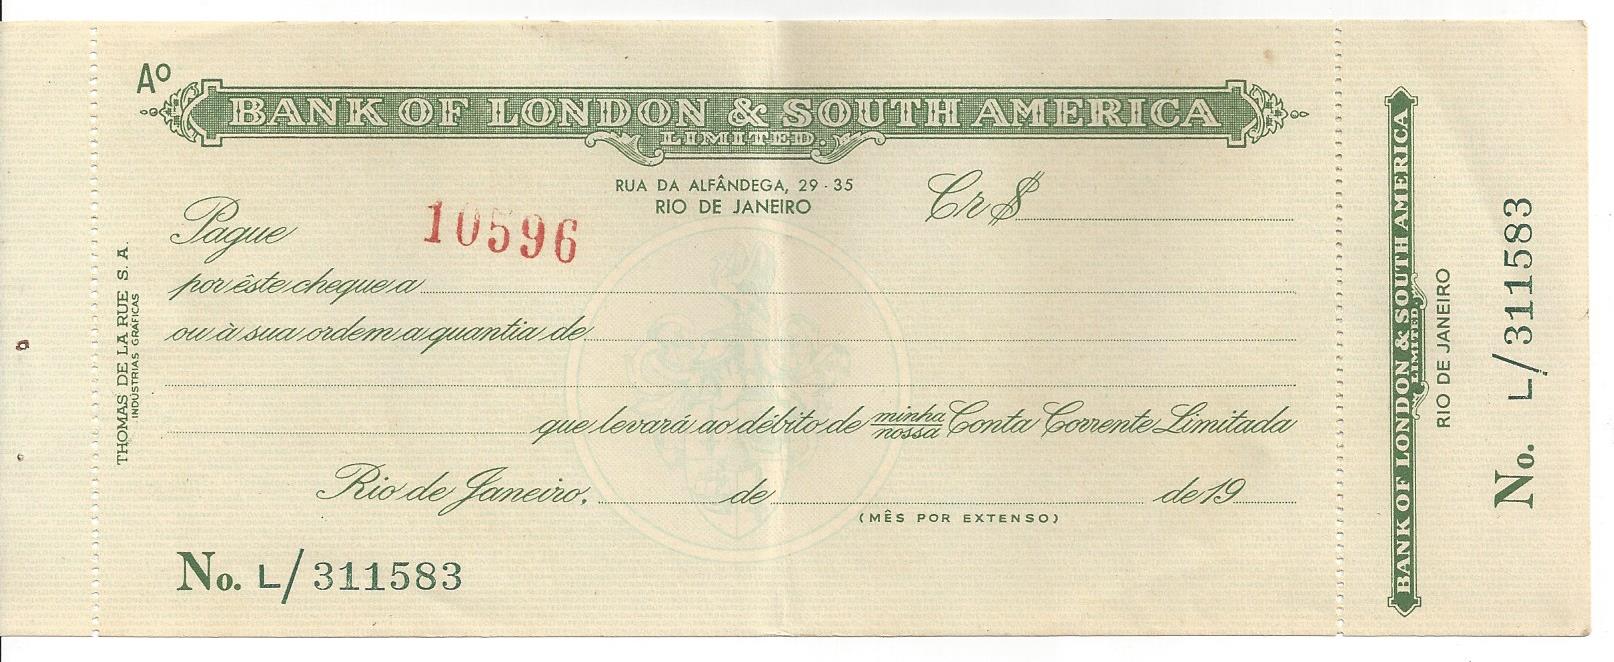 Aº
BANK OF LONDON & SOUTH AMERICA
LIMITED.
RUA DA ALFÂNDEGA, 29 - 35
RIO DE JANEIRO
Cr $
Pague
10596
por êste cheque a
ou à sua ordem a quantia de
que levará ao débito de minha/nossa Conta Corrente Limitada
Rio de Janeiro, de de 19
(MÊS POR EXTENSO)
No. L/311583
THOMAS DE LA RUE S. A.
INDÚSTRIAS GRÁFICAS
BANK OF LONDON & SOUTH AMERICA
LIMITED.
RIO DE JANEIRO
No. L/311583